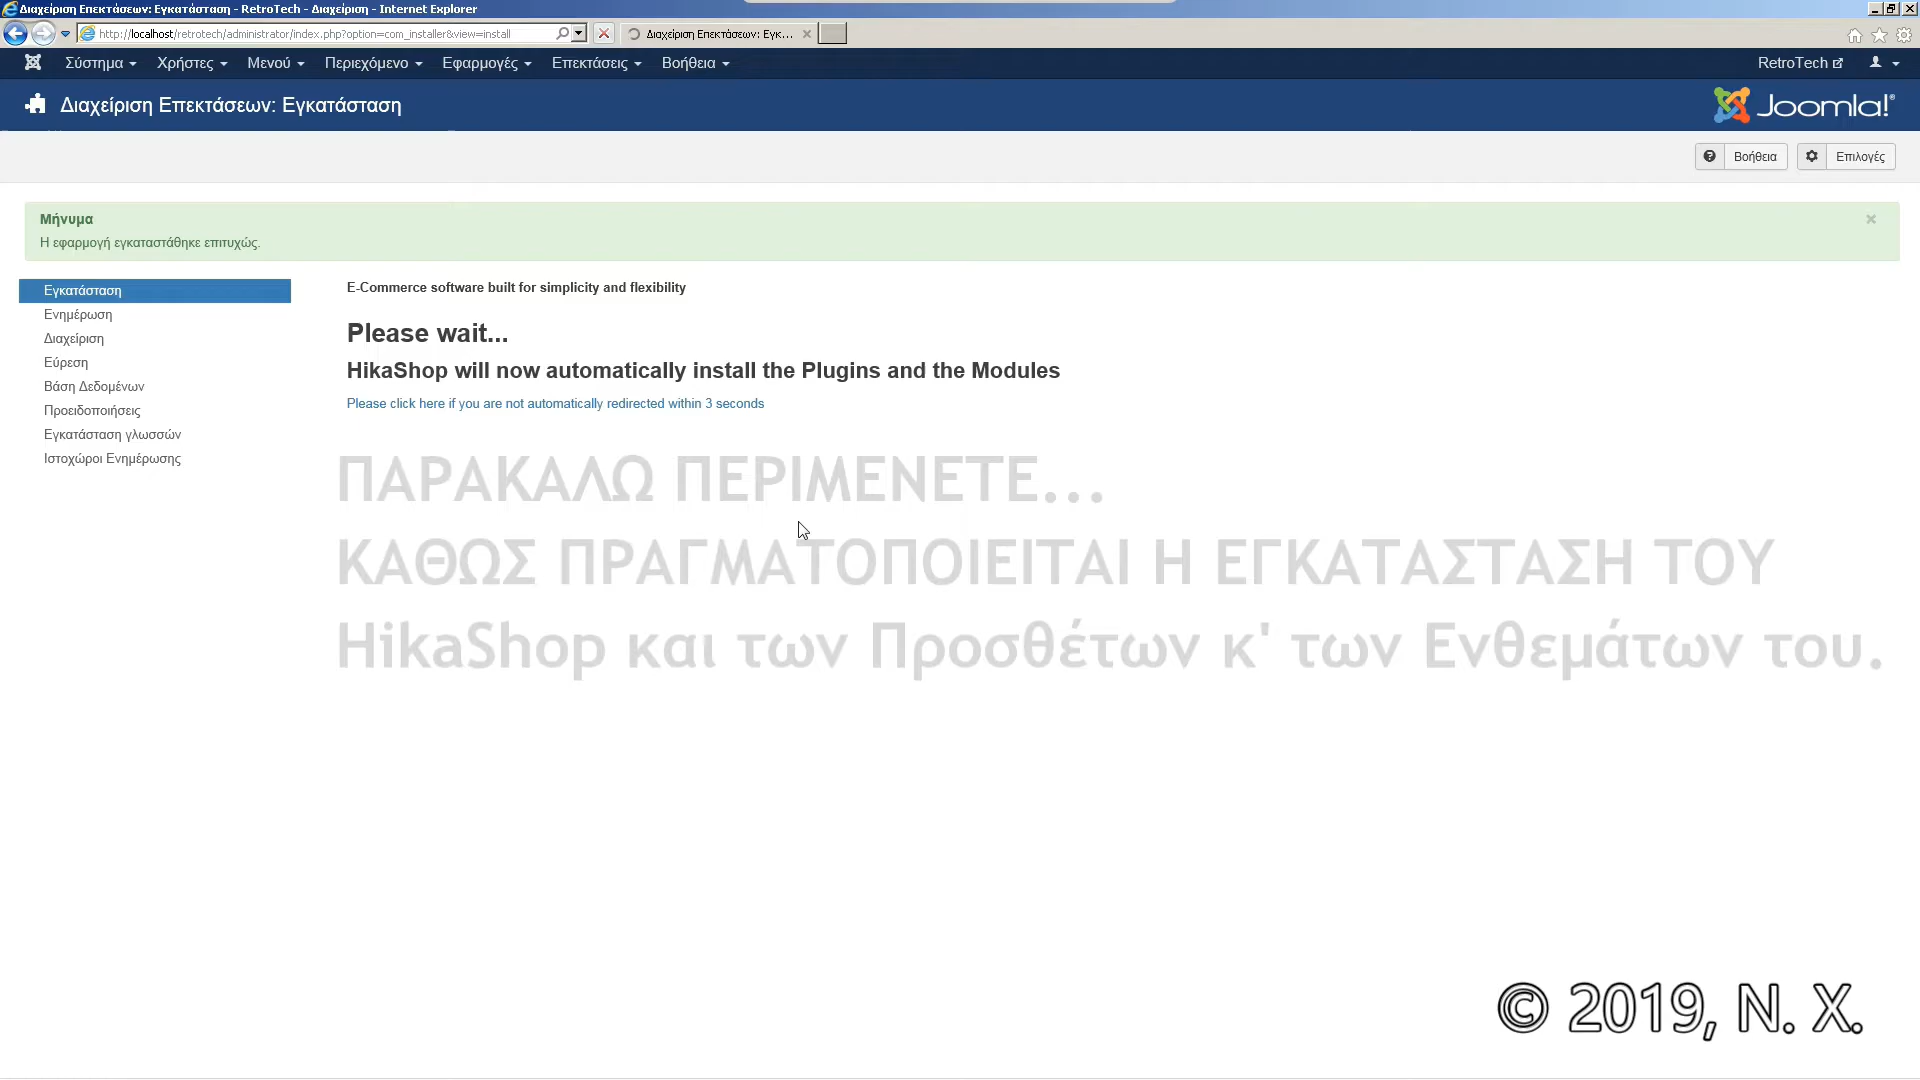 Διαχείριση Επεκτάσεων: Εγκατάσταση - RetroTech - Διαχείριση - Internet Explorer
http://localhost/retrotech/administrator/index.php?option=com_installer&view=install
Διαχείριση Επεκτάσεων: Εγκ...
Σύστημα Χρήστες Μενού Περιεχόμενο Εφαρμογές Επεκτάσεις Βοήθεια RetroTech
Διαχείριση Επεκτάσεων: Εγκατάσταση
Joomla!®
Βοήθεια Επιλογές
Μήνυμα
Η εφαρμογή εγκαταστάθηκε επιτυχώς.
Εγκατάσταση
Ενημέρωση
Διαχείριση
Εύρεση
Βάση Δεδομένων
Προειδοποιήσεις
Εγκατάσταση γλωσσών
Ιστοχώροι Ενημέρωσης
E-Commerce software built for simplicity and flexibility
Please wait...
HikaShop will now automatically install the Plugins and the Modules
Please click here if you are not automatically redirected within 3 seconds
ΠΑΡΑΚΑΛΩ ΠΕΡΙΜΕΝΕΤΕ...
ΚΑΘΩΣ ΠΡΑΓΜΑΤΟΠΟΙΕΙΤΑΙ Η ΕΓΚΑΤΑΣΤΑΣΗ ΤΟΥ
HikaShop και των Προσθέτων κ' των Ενθεμάτων του.
© 2019, N. X.